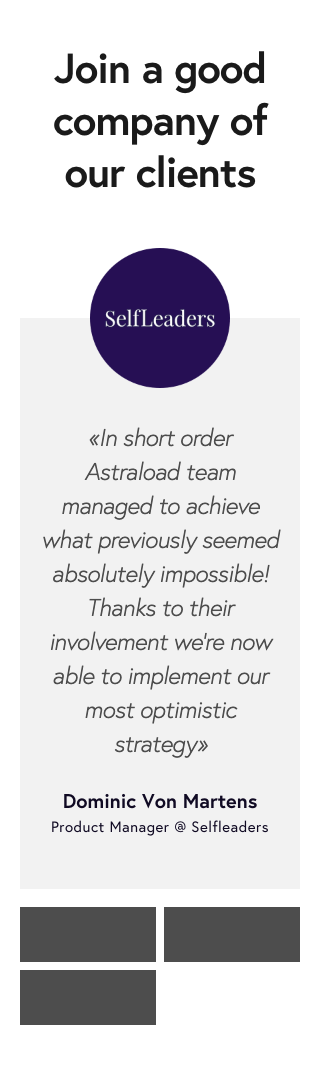 Join a good
company of
our clients
SelfLeaders
«In short order
Astraload team
managed to achieve
what previously seemed
absolutely impossible!
Thanks to their
involvement we're now
able to implement our
most optimistic
strategy»
Dominic Von Martens
Product Manager @ Selfleaders